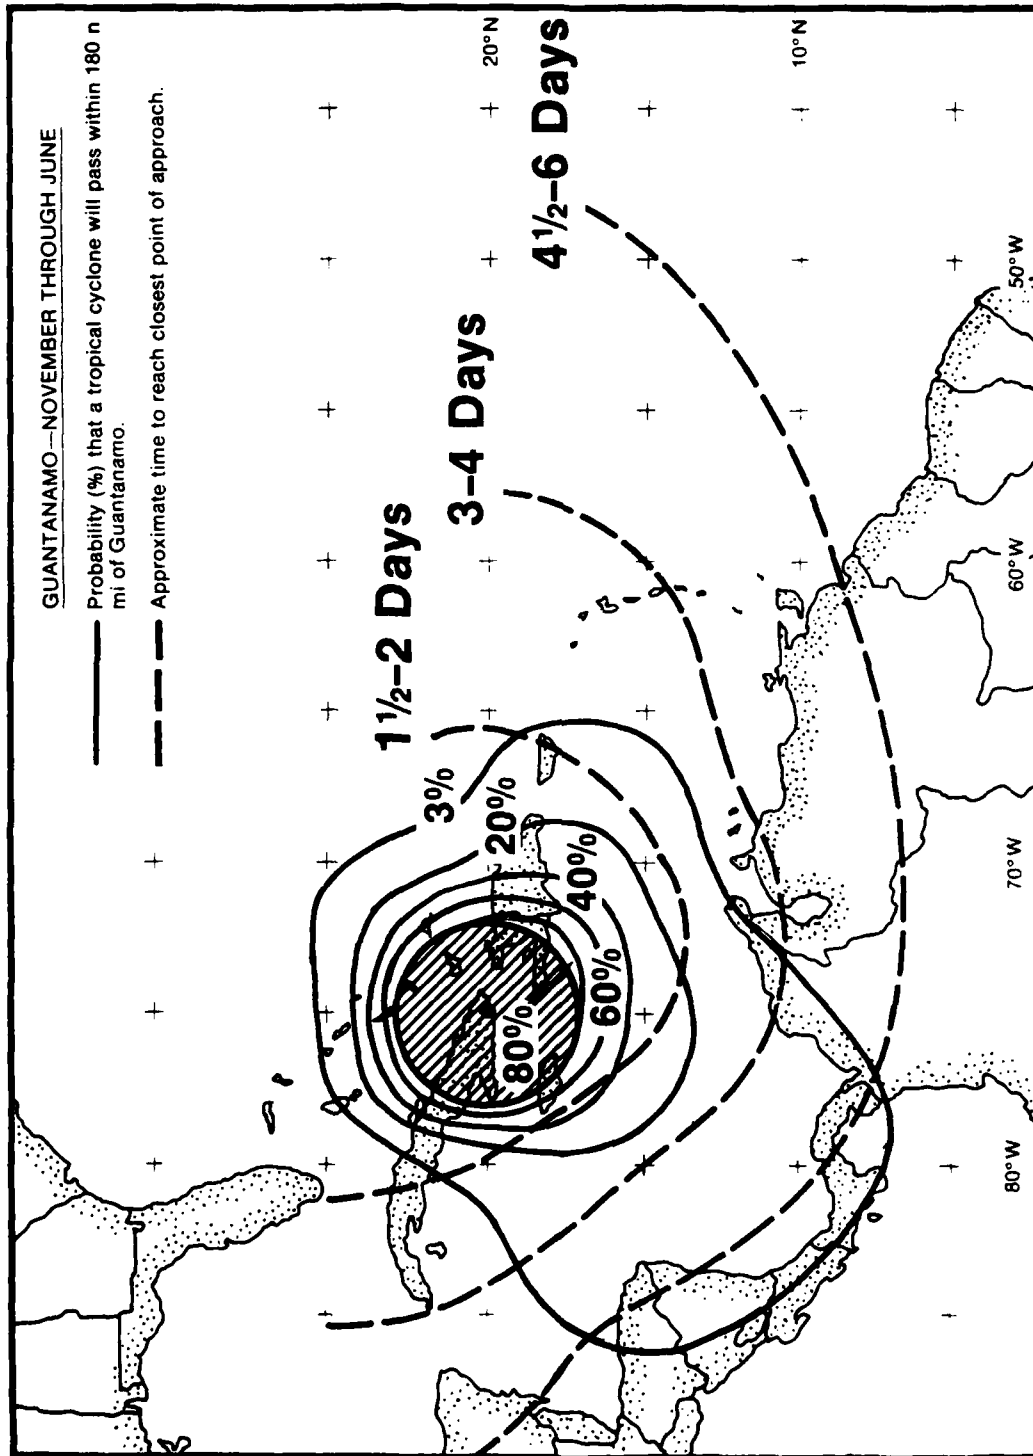 GUANTANAMO—NOVEMBER THROUGH JUNE
Probability (%) that a tropical cyclone will pass within 180 n
mi of Guantanamo.
Approximate time to reach closest point of approach.
20°N
10°N
4½–6 Days
3–4 Days
1½–2 Days
3%
20%
40%
60%
80%
80°W
70°W
60°W
50°W